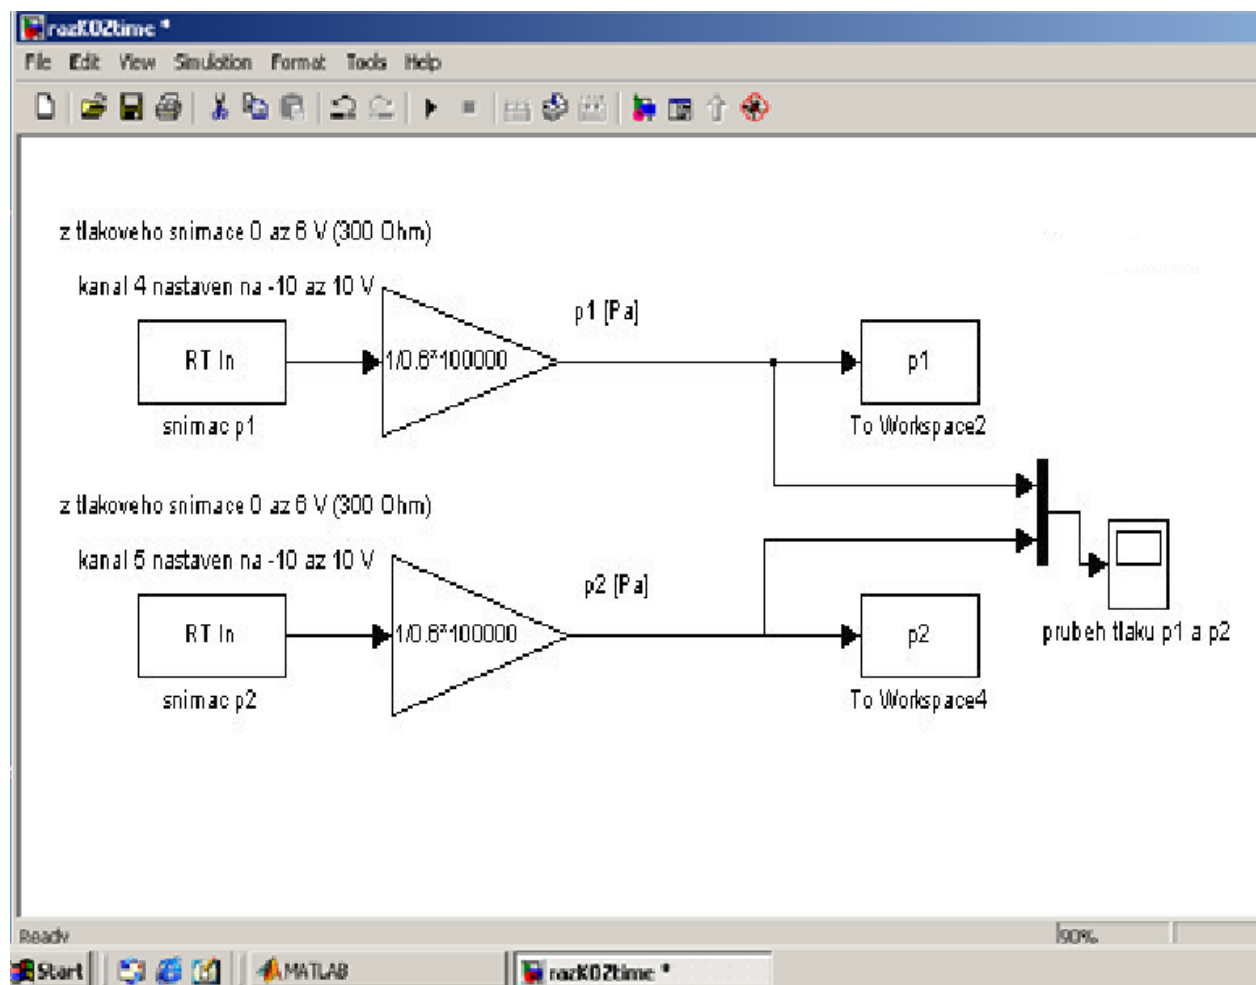 razKOZtime *
File Edit View Simulation Format Tools Help
z tlakoveho snimace 0 az 6 V (300 Ohm)
kanal 4 nastaven na -10 az 10 V
p1 [Pa]
RT In
1/0.6*100000
p1
snimac p1
To Workspace2
z tlakoveho snimace 0 az 6 V (300 Ohm)
kanal 5 nastaven na -10 az 10 V
p2 [Pa]
RT In
1/0.6*100000
p2
prubeh tlaku p1 a p2
snimac p2
To Workspace4
Ready
90%
Start
MATLAB
razKOZtime *